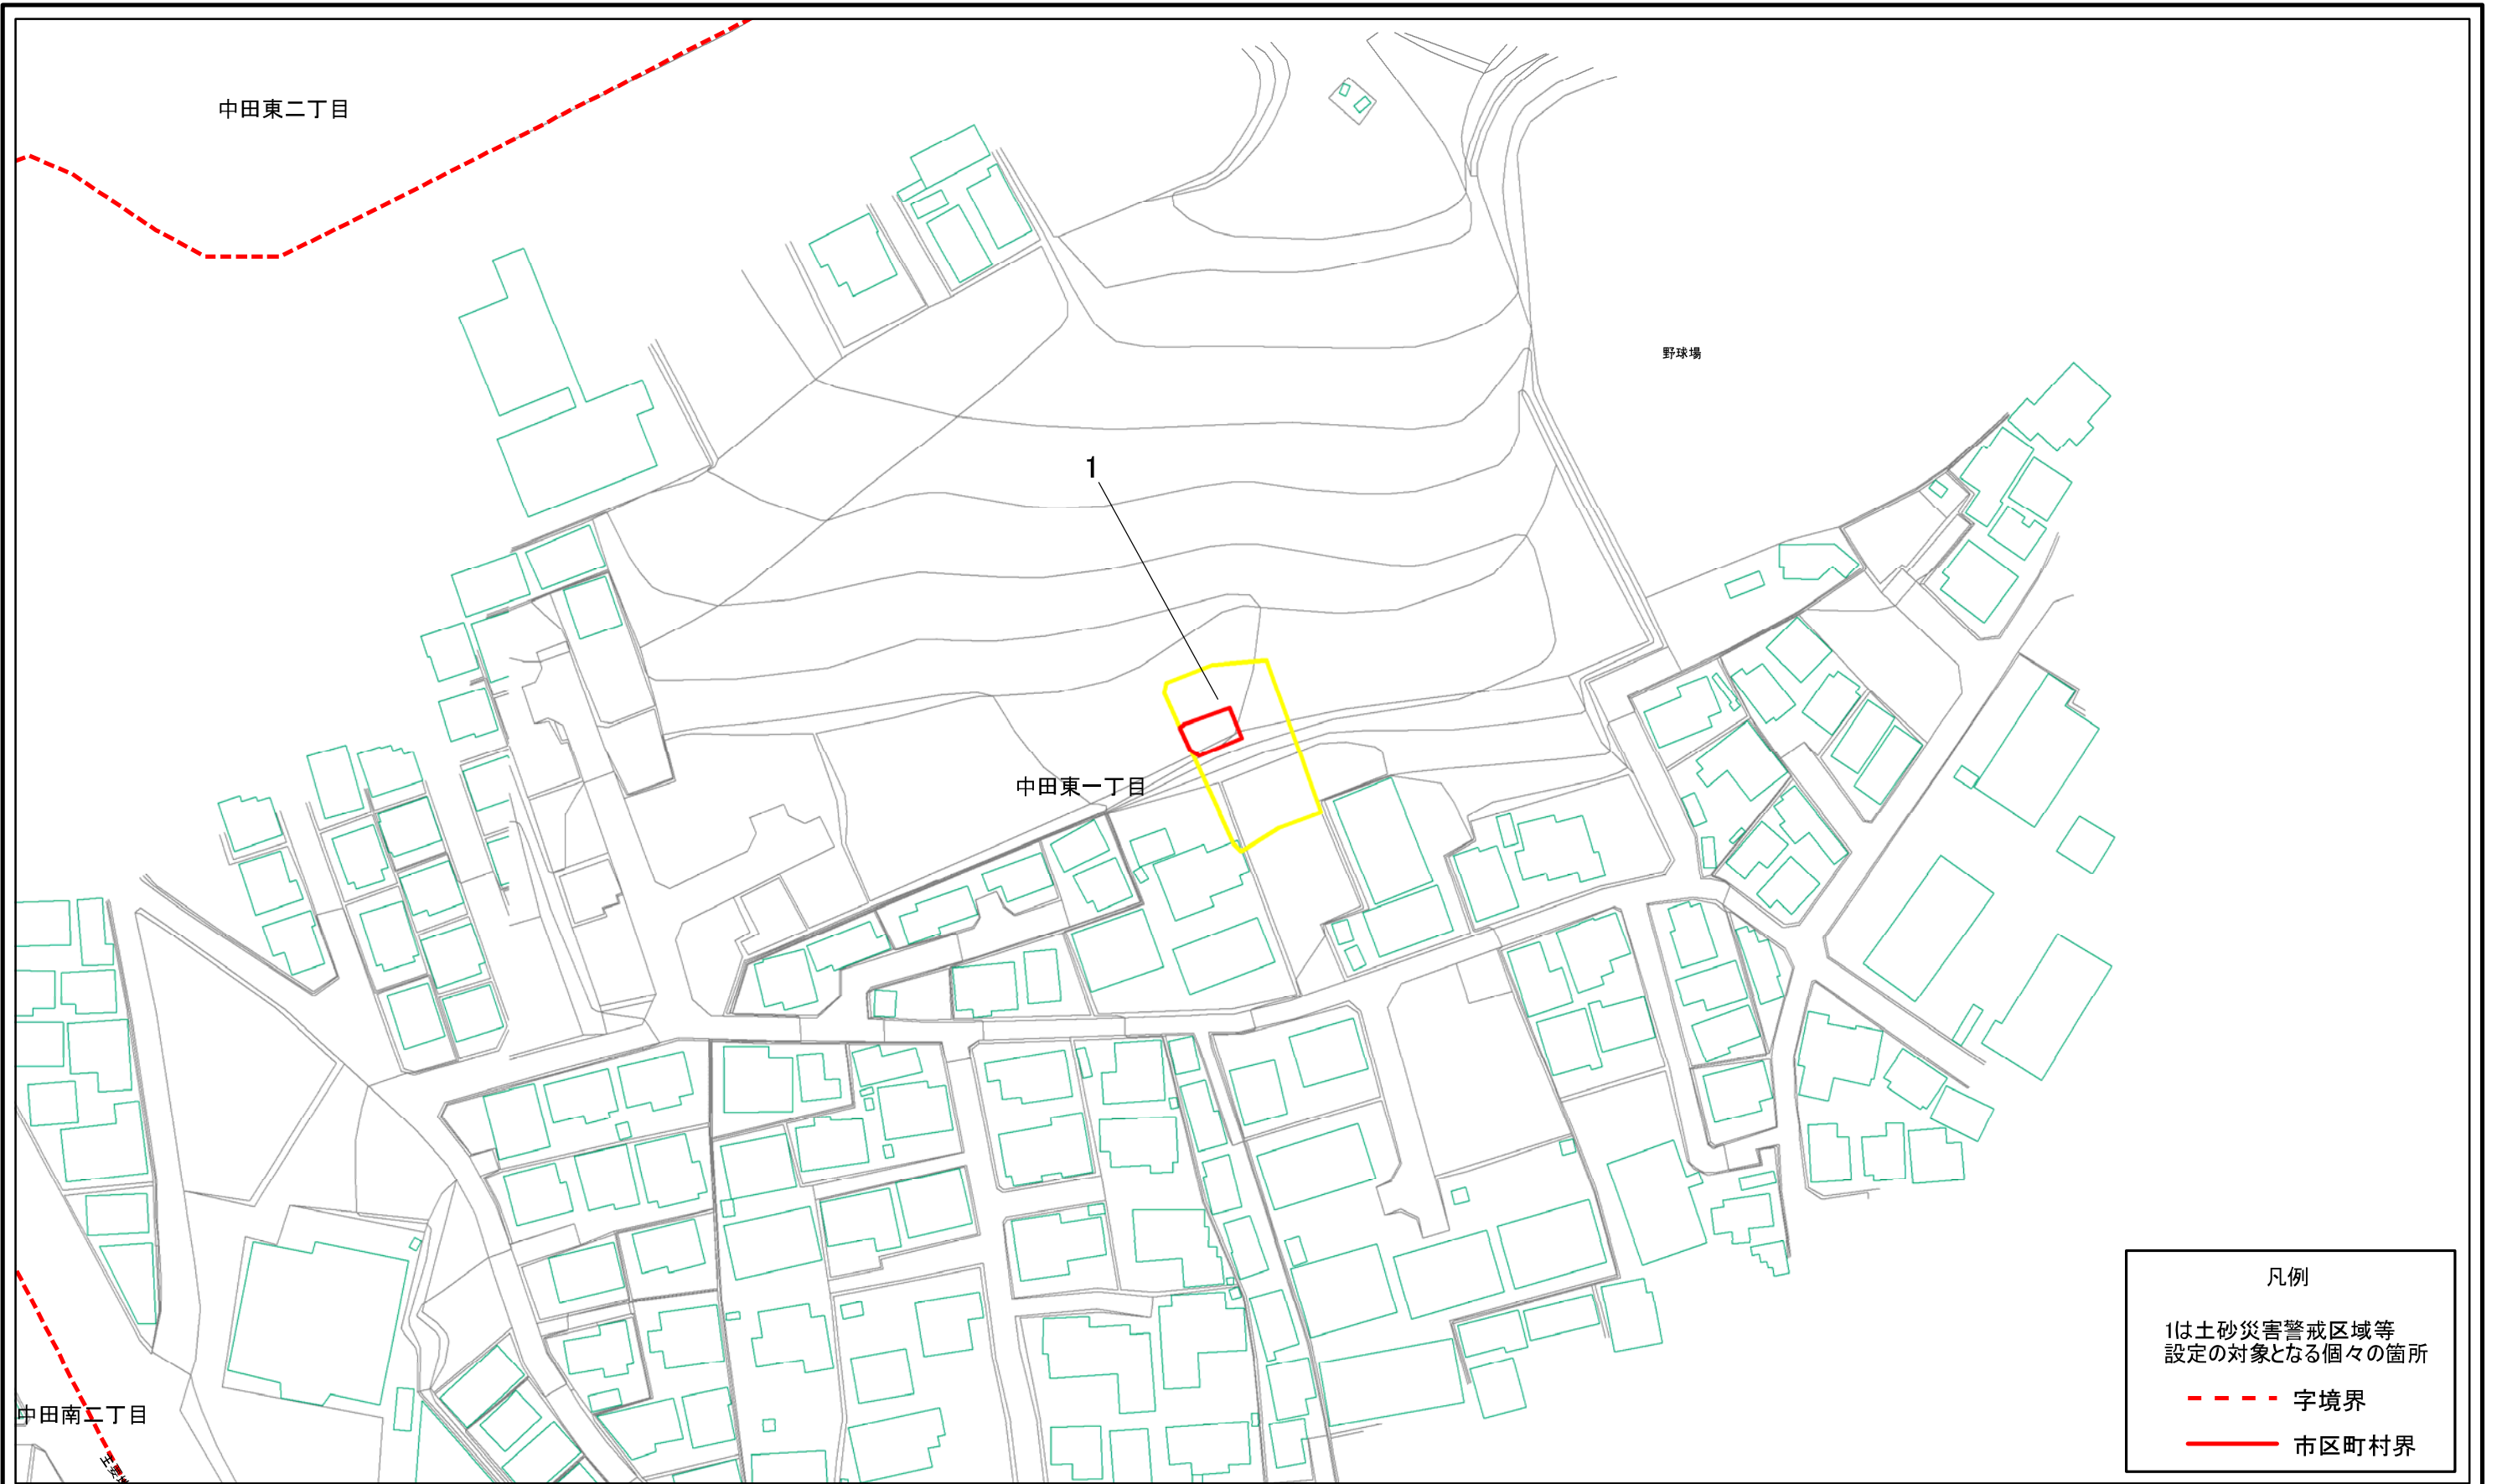 中田東二丁目
野球場
1
中田東一丁目
中田南二丁目
凡例
1は土砂災害警戒区域等
設定の対象となる個々の箇所
字境界
市区町村界